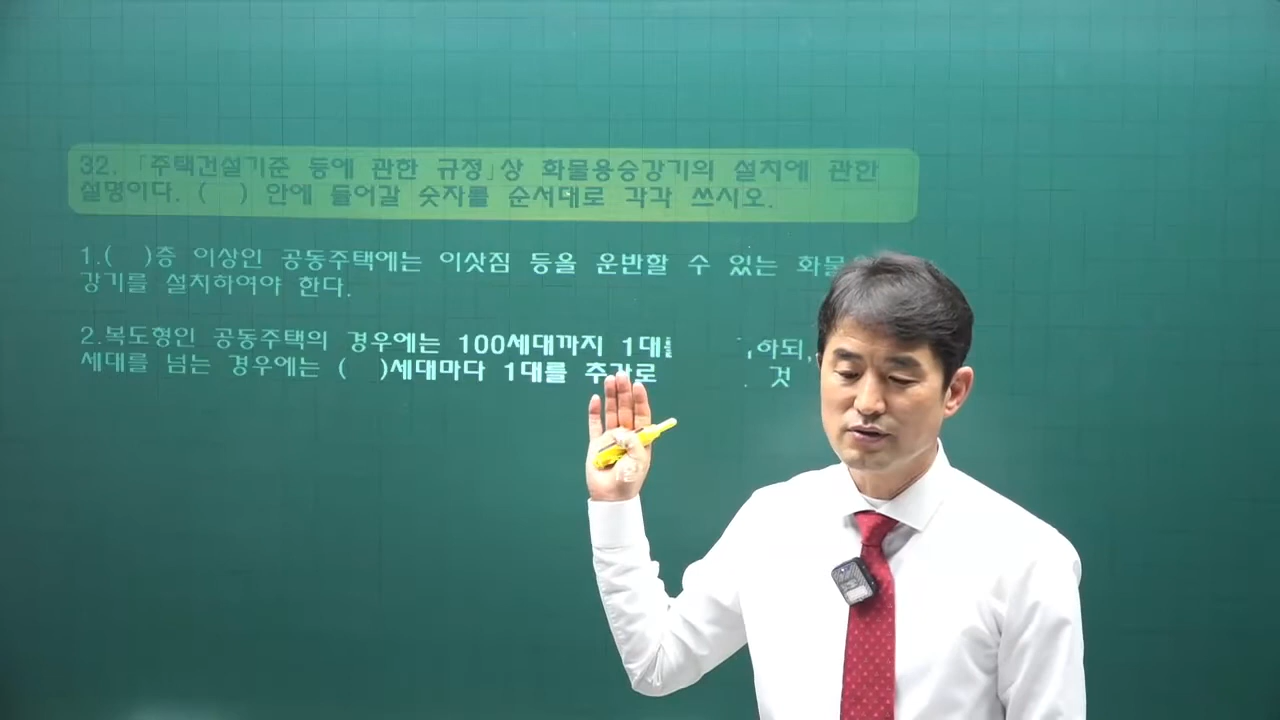 32. 「주택건설기준 등에 관한 규정」상 화물용승강기의 설치에 관한
설명이다. (   ) 안에 들어갈 숫자를 순서대로 각각 쓰시오.
1.(   )층 이상인 공동주택에는 이삿짐 등을 운반할 수 있는
강기를 설치하여야 한다.
2.복도형인 공동주택의 경우에는 100세대까지 1대를
세대를 넘는 경우에는 (   )세대마다 1대를 추가로 것